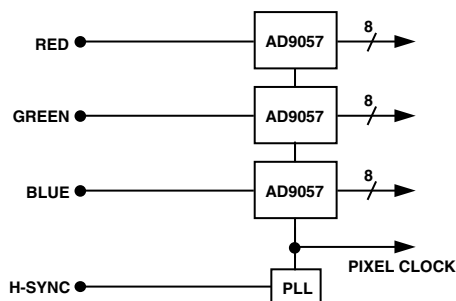 RED
AD9057
8
GREEN
AD9057
8
BLUE
AD9057
8
PIXEL CLOCK
H-SYNC
PLL